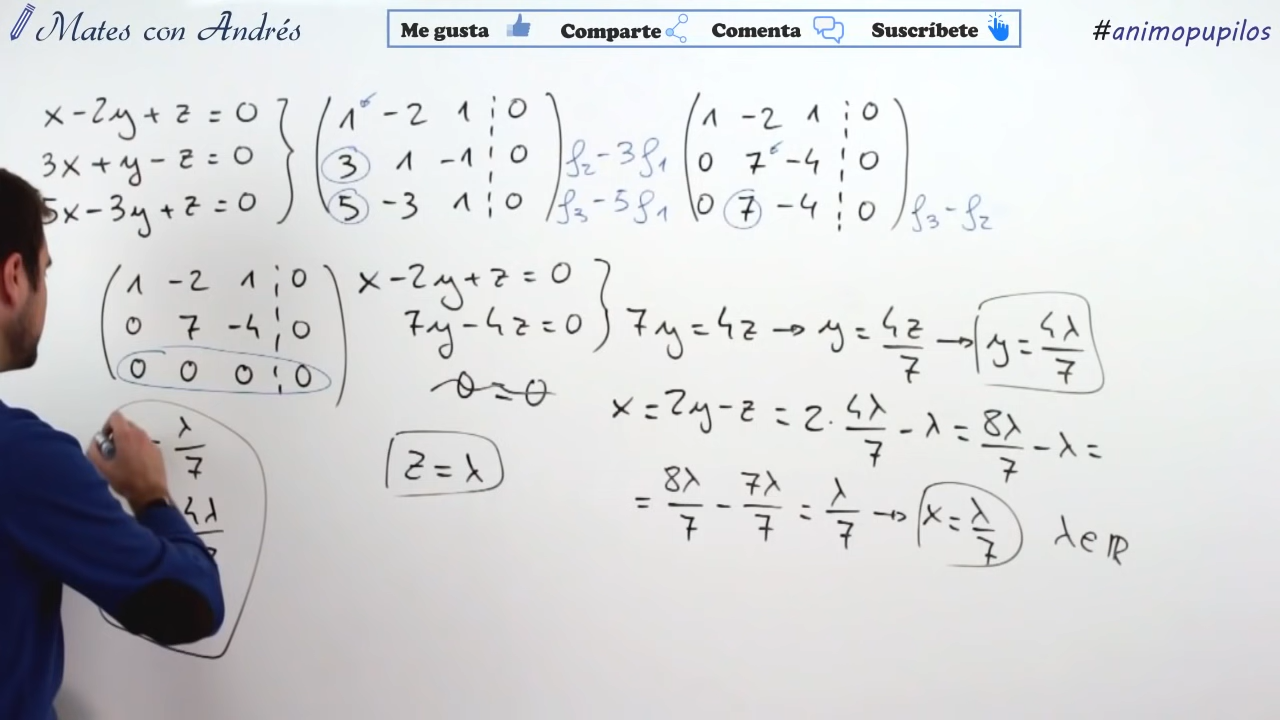 Mates con Andrés
Me gusta Comparte Comenta Suscríbete
#animopupilos
x - 2y + z = 0
3x + y - z = 0
5x - 3y + z = 0
1 -2 1 0
3 1 -1 0
5 -3 1 0
f2 - 3f1
f3 - 5f1
1 -2 1 0
0 7 -4 0
0 7 -4 0
f3 - f2
1 -2 1 0
0 7 -4 0
0 0 0 0
x - 2y + z = 0
7y - 4z = 0
0 = 0
7y = 4z → y = 4z/7 → y = 4λ/7
z = λ
x = 2y - z = 2 · 4λ/7 - λ = 8λ/7 - λ =
= 8λ/7 - 7λ/7 = λ/7 → x = λ/7
λ ∈ ℝ
λ/7
4λ